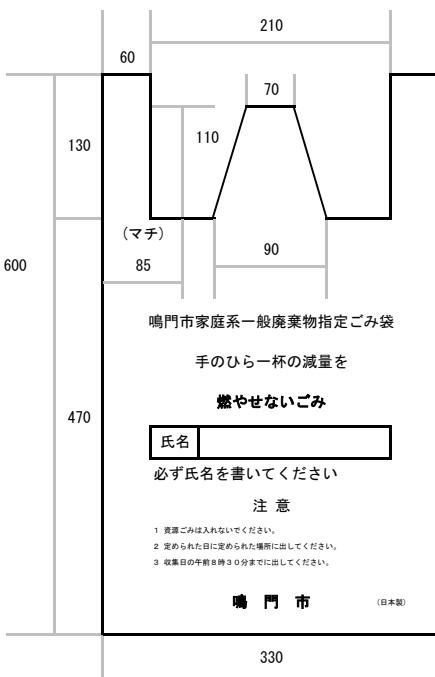 210
60
70
130
110
(マチ)
85
90
600
鳴門市家庭系一般廃棄物指定ごみ袋
手のひら一杯の減量を
燃やせないごみ
470
氏名
必ず氏名を書いてください
注 意
1 資源ごみは入れないでください。
2 定められた日に定められた場所に出してください。
3 収集日の午前8時30分までに出してください。
鳴 門 市
(日本製)
330